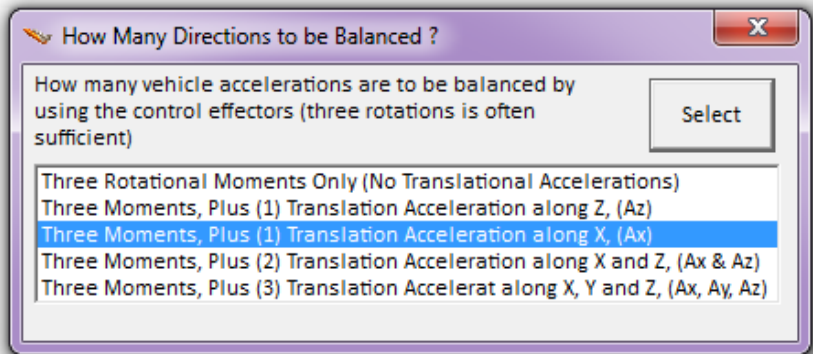 How Many Directions to be Balanced ?
How many vehicle accelerations are to be balanced by
using the control effectors (three rotations is often
sufficient)
Select
Three Rotational Moments Only (No Translational Accelerations)
Three Moments, Plus (1) Translation Acceleration along Z, (Az)
Three Moments, Plus (1) Translation Acceleration along X, (Ax)
Three Moments, Plus (2) Translation Acceleration along X and Z, (Ax & Az)
Three Moments, Plus (3) Translation Accelerat along X, Y and Z, (Ax, Ay, Az)